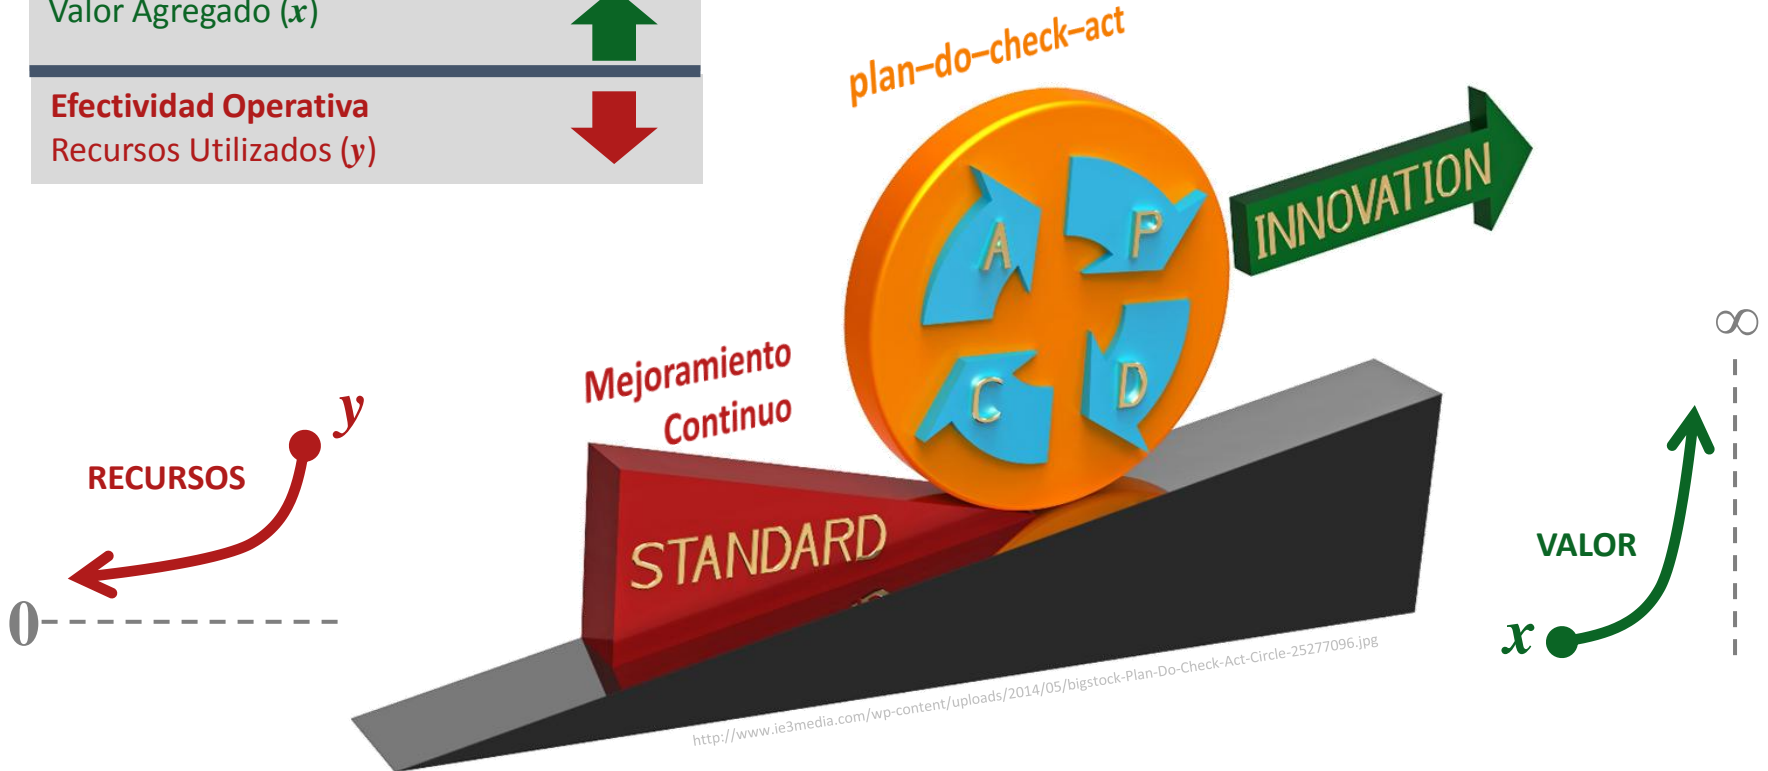 Valor Agregado (x)
Efectividad Operativa
Recursos Utilizados (y)
plan–do–check–act
INNOVATION
A
P
C
D
∞
Mejoramiento
Continuo
y
RECURSOS
STANDARD
VALOR
0
x
http://www.ie3media.com/wp-content/uploads/2014/05/bigstock-Plan-Do-Check-Act-Circle-25277096.jpg